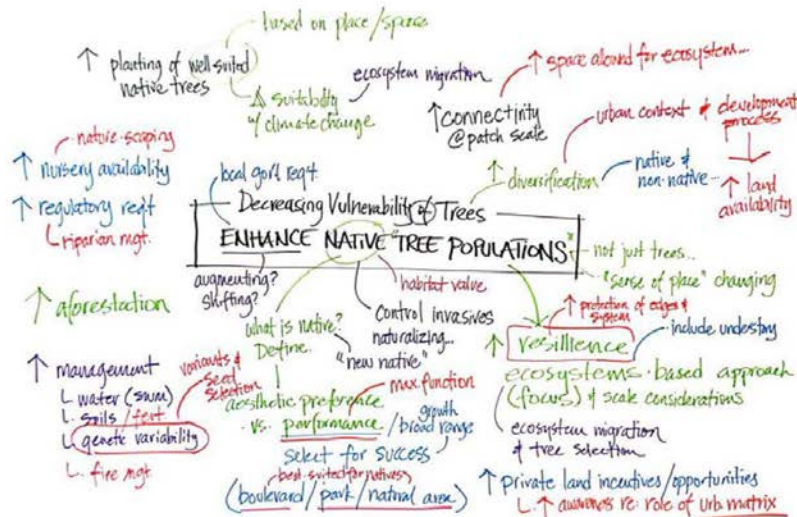 based on place/space
↑ planting of well suited
native trees
Δ suitability
w/ climate change
ecosystem migration
↑ space allowed for ecosystem...
↑ connectivity
@ patch scale
urban context & development
process
nature-scaping
↑ nursery availability
↑ regulatory req't
riparian mgt.
local gov't req't
↑ diversification
native &
non-native
↑ land
availability
Decreasing Vulnerability of Trees
ENHANCE NATIVE "TREE POPULATIONS"
augmenting?
shifting?
habitat value
not just trees...
"sense of place" changing
↑ aforestation
what is native?
Define.
control invasives
naturalizing...
"new native"
↑ protection of edges &
system
↑ resillience
include undestory
↑ management
water (swm)
soils / fert
genetic variability
fire mgt.
variants &
seed
selection
aesthetic preference
vs. performance
max. function
/ growth
broad range
select for success
best suited for natives
(boulevard / park / natural area)
ecosystems-based approach
(focus) & scale considerations
ecosystem migration
& tree selection
↑ private land incentives/opportunities
↑ awarness re: role of urb. matrix